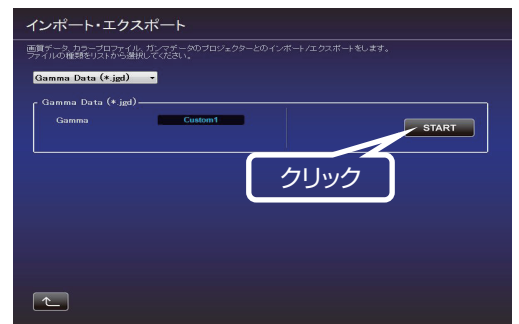 インポート・エクスポート
画質データ, カラープロファイル, ガンマデータのプロジェクターとのインポート/エクスポートをします。
ファイルの種類をリストから選択してください。
Gamma Data (*.jgd)
Gamma Data (*.jgd)
Gamma Custom1
START
クリック